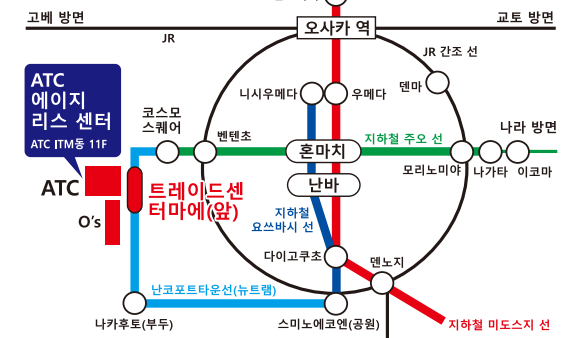 고베 방면
오사카 역
교토 방면
JR
JR 간조 선
ATC
에이지
리스 센터
ATC ITM동 11F
코스모
스퀘어
니시우메다
우메다
덴마
벤텐초
혼마치
지하철 주오 선
나라 방면
모리노미야
나가타
이코마
난바
ATC
트레이드센
터마에(앞)
O's
지하철
요쓰바시 선
다이고쿠초
덴노지
난코포트타운선(뉴트램)
나카후토(부두)
스미노에코엔(공원)
지하철 미도스지 선